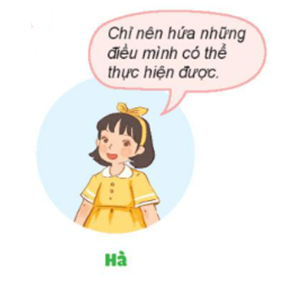 Chỉ nên hứa những
điều mình có thể
thực hiện được.
Hà